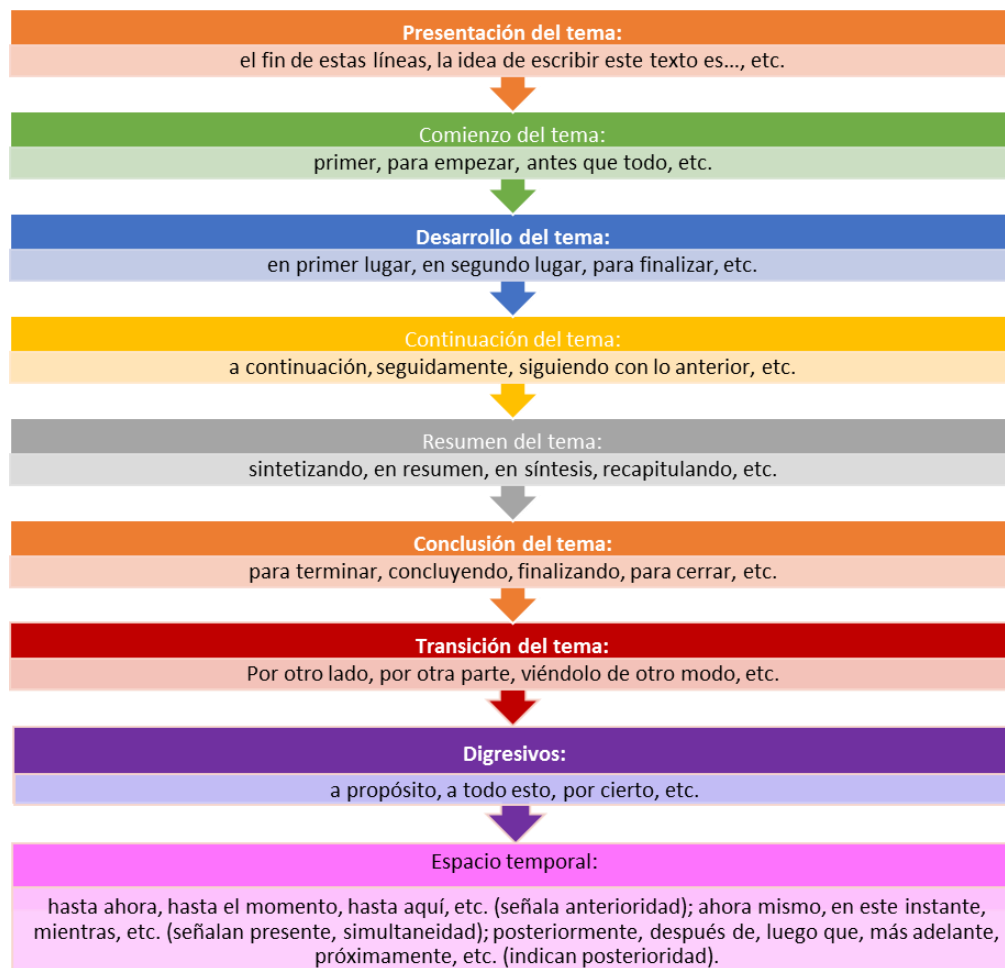 Presentación del tema:
el fin de estas líneas, la idea de escribir este texto es..., etc.
Comienzo del tema:
primer, para empezar, antes que todo, etc.
Desarrollo del tema:
en primer lugar, en segundo lugar, para finalizar, etc.
Continuación del tema:
a continuación, seguidamente, siguiendo con lo anterior, etc.
Resumen del tema:
sintetizando, en resumen, en síntesis, recapitulando, etc.
Conclusión del tema:
para terminar, concluyendo, finalizando, para cerrar, etc.
Transición del tema:
Por otro lado, por otra parte, viéndolo de otro modo, etc.
Digresivos:
a propósito, a todo esto, por cierto, etc.
Espacio temporal:
hasta ahora, hasta el momento, hasta aquí, etc. (señala anterioridad); ahora mismo, en este instante,
mientras, etc. (señalan presente, simultaneidad); posteriormente, después de, luego que, más adelante,
próximamente, etc. (indican posterioridad).